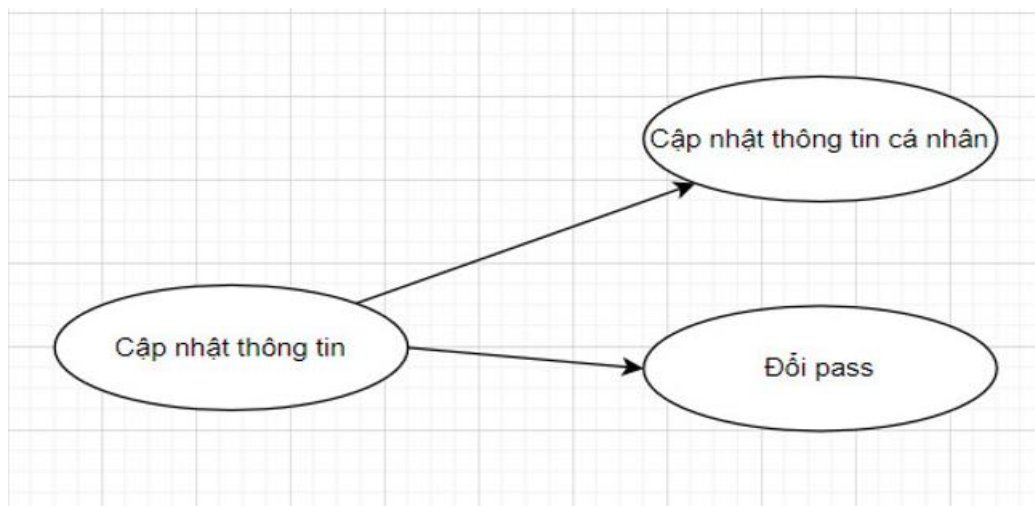 Cập nhật thông tin cá nhân
Cập nhật thông tin
Đổi pass